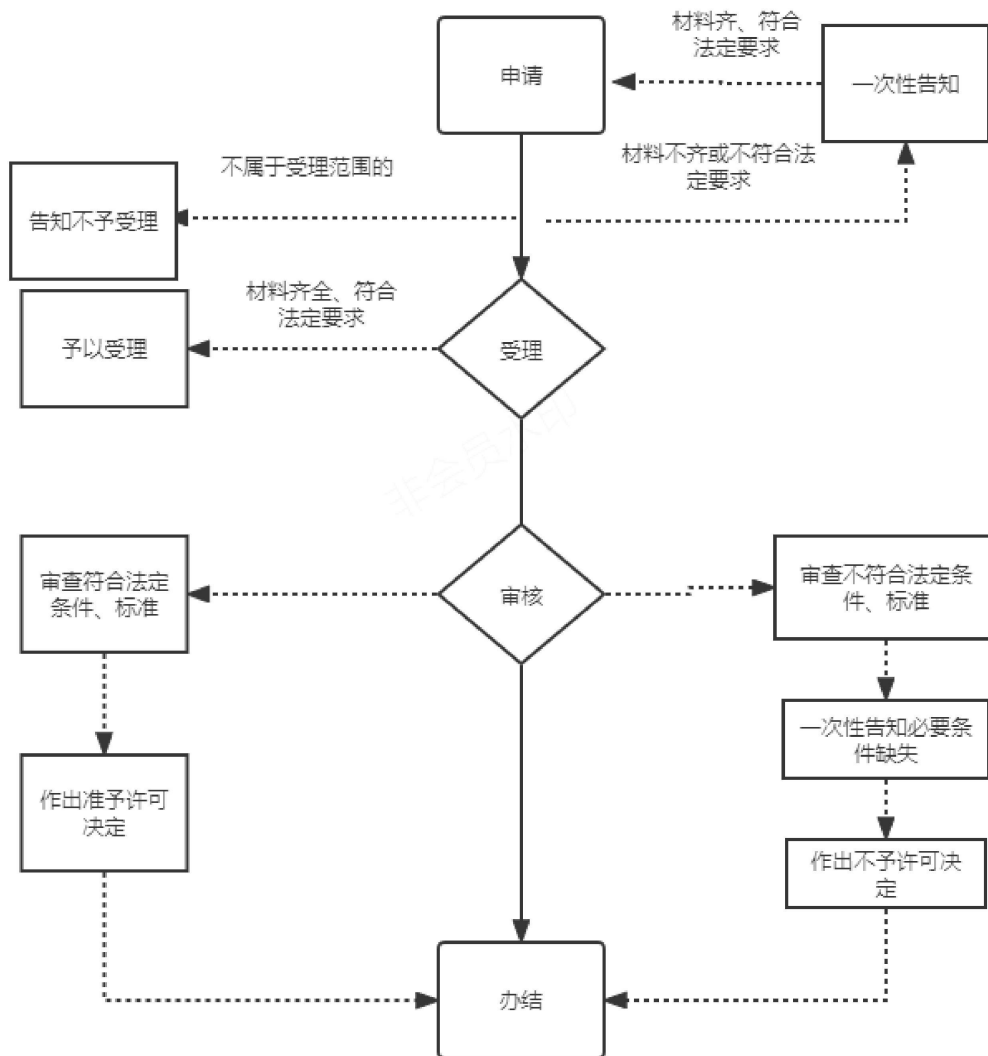 材料齐、符合
法定要求
申请
一次性告知
不属于受理范围的
材料不齐或不符合法
定要求
告知不予受理
材料齐全、符合
法定要求
予以受理
受理
非会员水印
审查符合法定
条件、标准
审核
审查不符合法定条
件、标准
一次性告知必要条
件缺失
作出准予许可
决定
作出不予许可决
定
办结